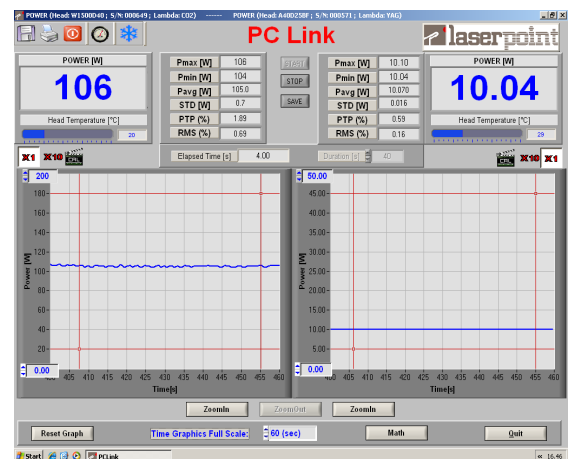 POWER (Head: W1500D40 ; S/N:000649 ; Lambda: CO2) ------ POWER (Head: A40D25BF ; S/N: 000571 ; Lambda: YAG)
PC Link
laserpoint
POWER [W]
106
Head Temperature [°C]
20
Pmax [W] 106
Pmin [W] 104
Pavg [W] 105.0
STD [W] 0.7
PTP (%) 1.89
RMS (%) 0.69
STOP
SAVE
Pmax [W] 10.10
Pmin [W] 10.04
Pavg [W] 10.070
STD [W] 0.016
PTP (%) 0.59
RMS (%) 0.16
POWER [W]
10.04
Head Temperature [°C]
29
X1 X10 CAL
Elapsed Time [s] 4.00
Duration [s] 40
CAL X10 X1
200
180
160
140
120
100
80
60
40
20
0.00
Power [W]
405 410 415 420 425 430 435 440 445 450 455 460
Time[s]
50.00
45.00
40.00
35.00
30.00
25.00
20.00
15.00
10.00
5.00
0.00
Power [W]
405 410 415 420 425 430 435 440 445 450 455 460
Time[s]
ZoomIn ZoomOut ZoomIn
Reset Graph Time Graphics Full Scale: 60 (sec) Math Quit
Start PCLink « 16.46